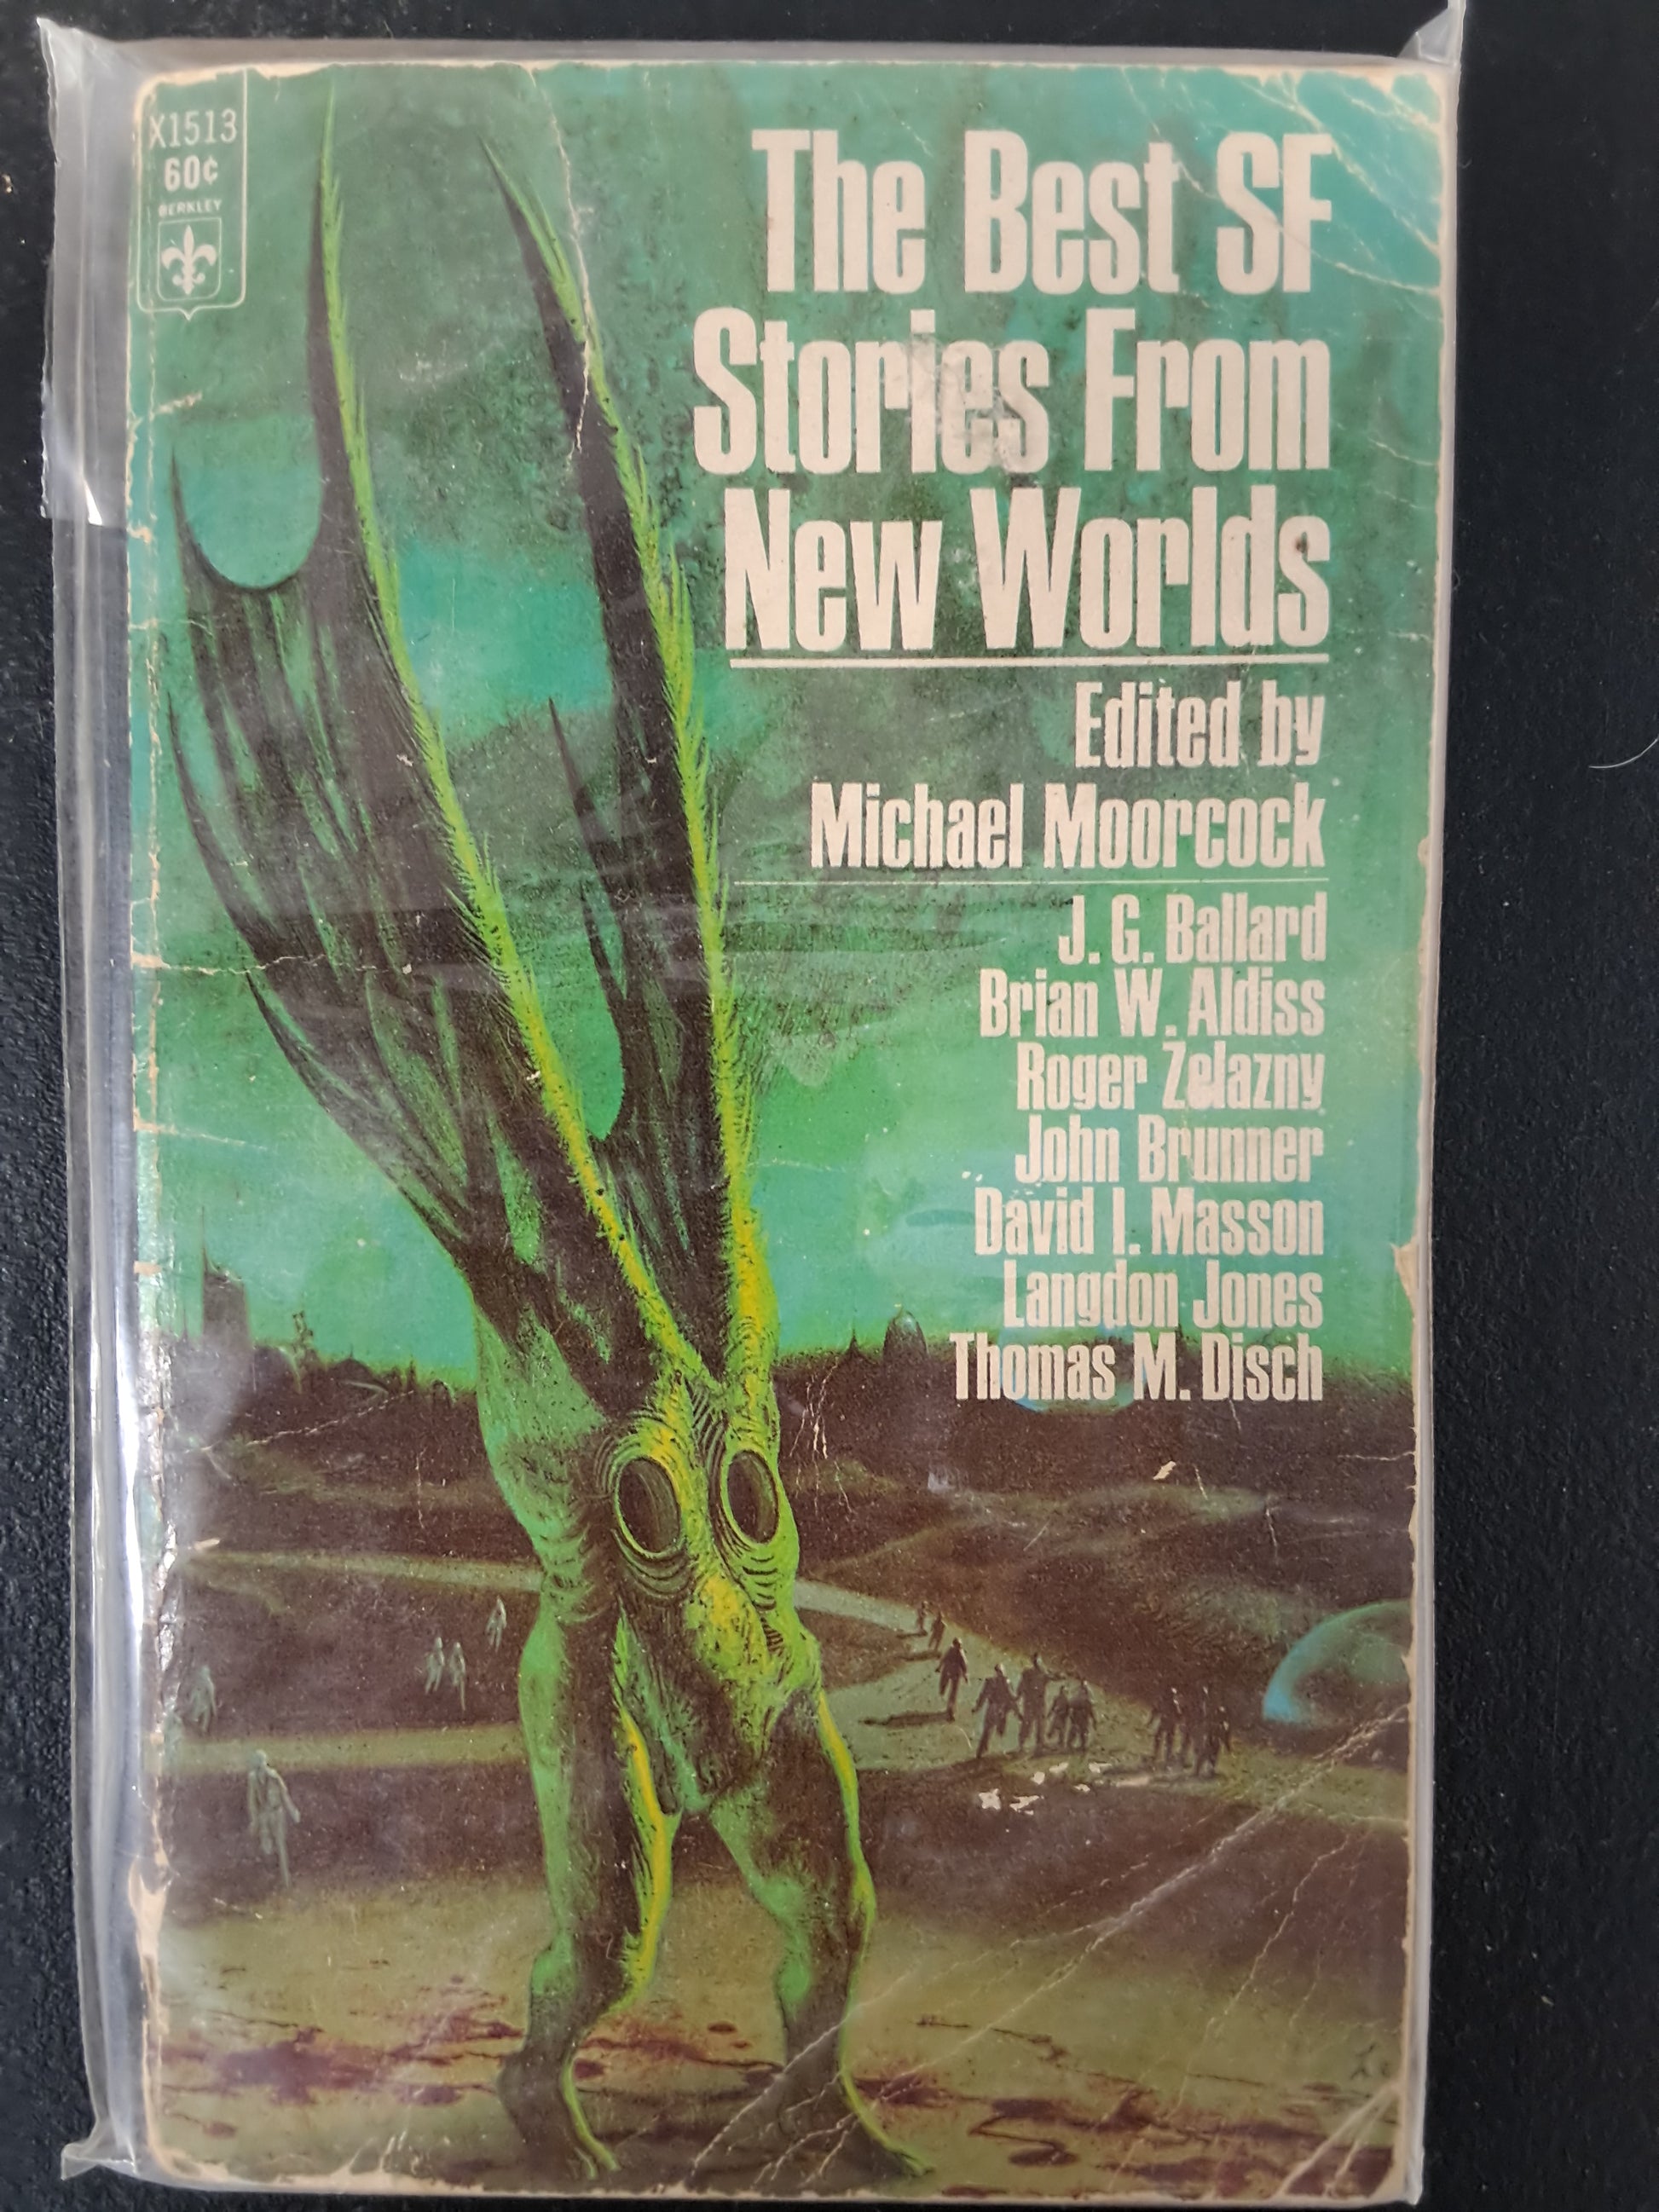 X1513
60¢
BERKLEY
The Best SF
Stories From
New Worlds
Edited by
Michael Moorcock
J. G. Ballard
Brian W. Aldiss
Roger Zelazny
John Brunner
David I. Masson
Langdon Jones
Thomas M. Disch